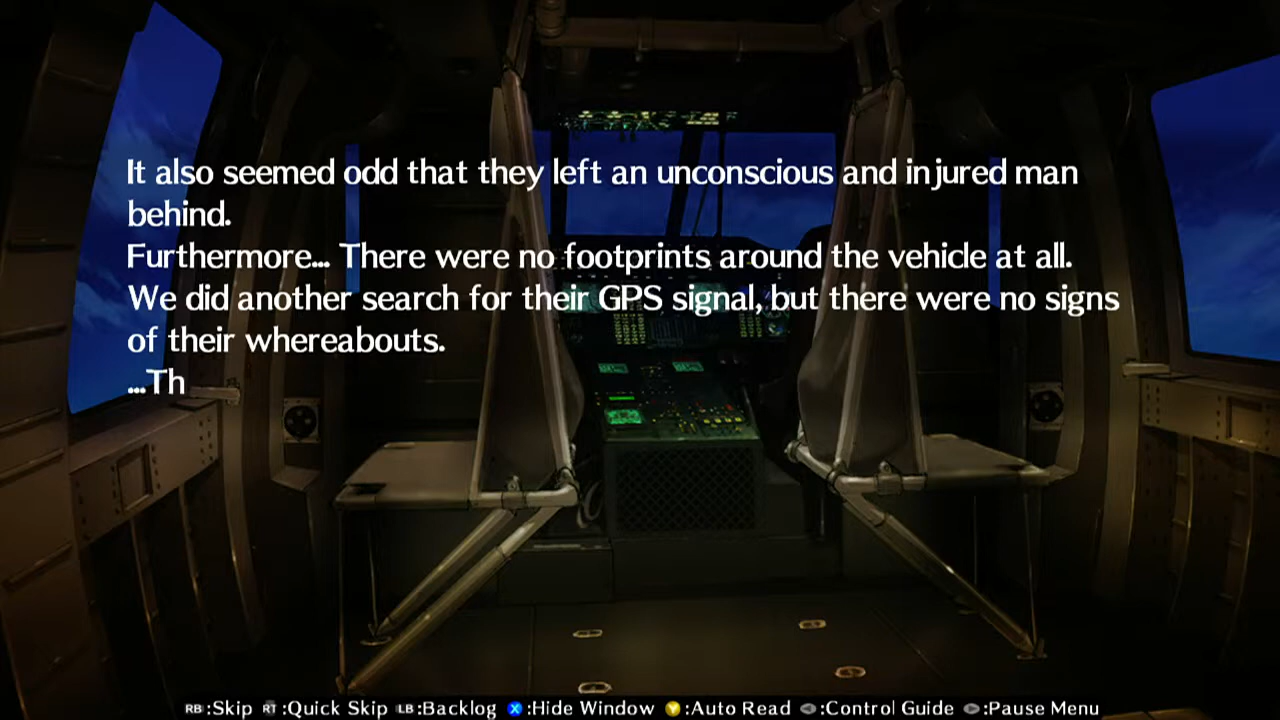 It also seemed odd that they left an unconscious and injured man
behind.
Furthermore... There were no footprints around the vehicle at all.
We did another search for their GPS signal, but there were no signs
of their whereabouts.
...Th
RB :Skip RT :Quick Skip LB :Backlog X :Hide Window Y :Auto Read :Control Guide :Pause Menu